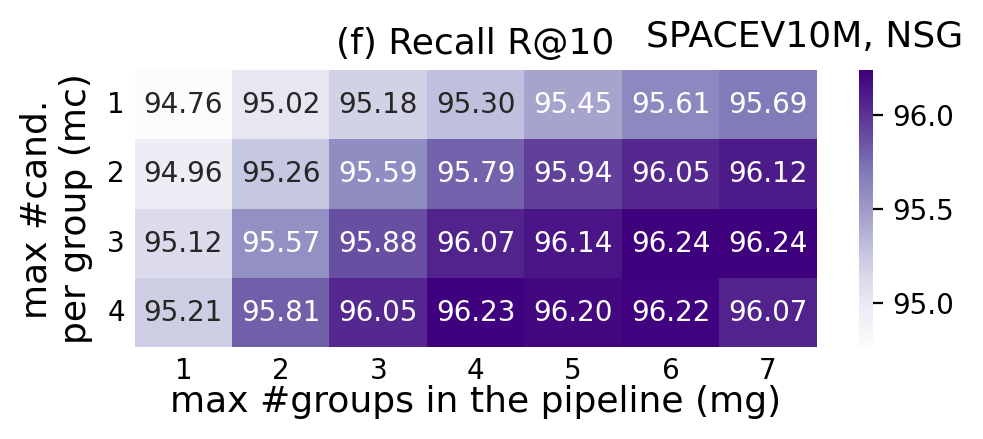 (f) Recall R@10
SPACEV10M, NSG
max #cand.
per group (mc)
1 94.76 95.02 95.18 95.30 95.45 95.61 95.69
2 94.96 95.26 95.59 95.79 95.94 96.05 96.12
3 95.12 95.57 95.88 96.07 96.14 96.24 96.24
4 95.21 95.81 96.05 96.23 96.20 96.22 96.07
1 2 3 4 5 6 7
max #groups in the pipeline (mg)
96.0
95.5
95.0